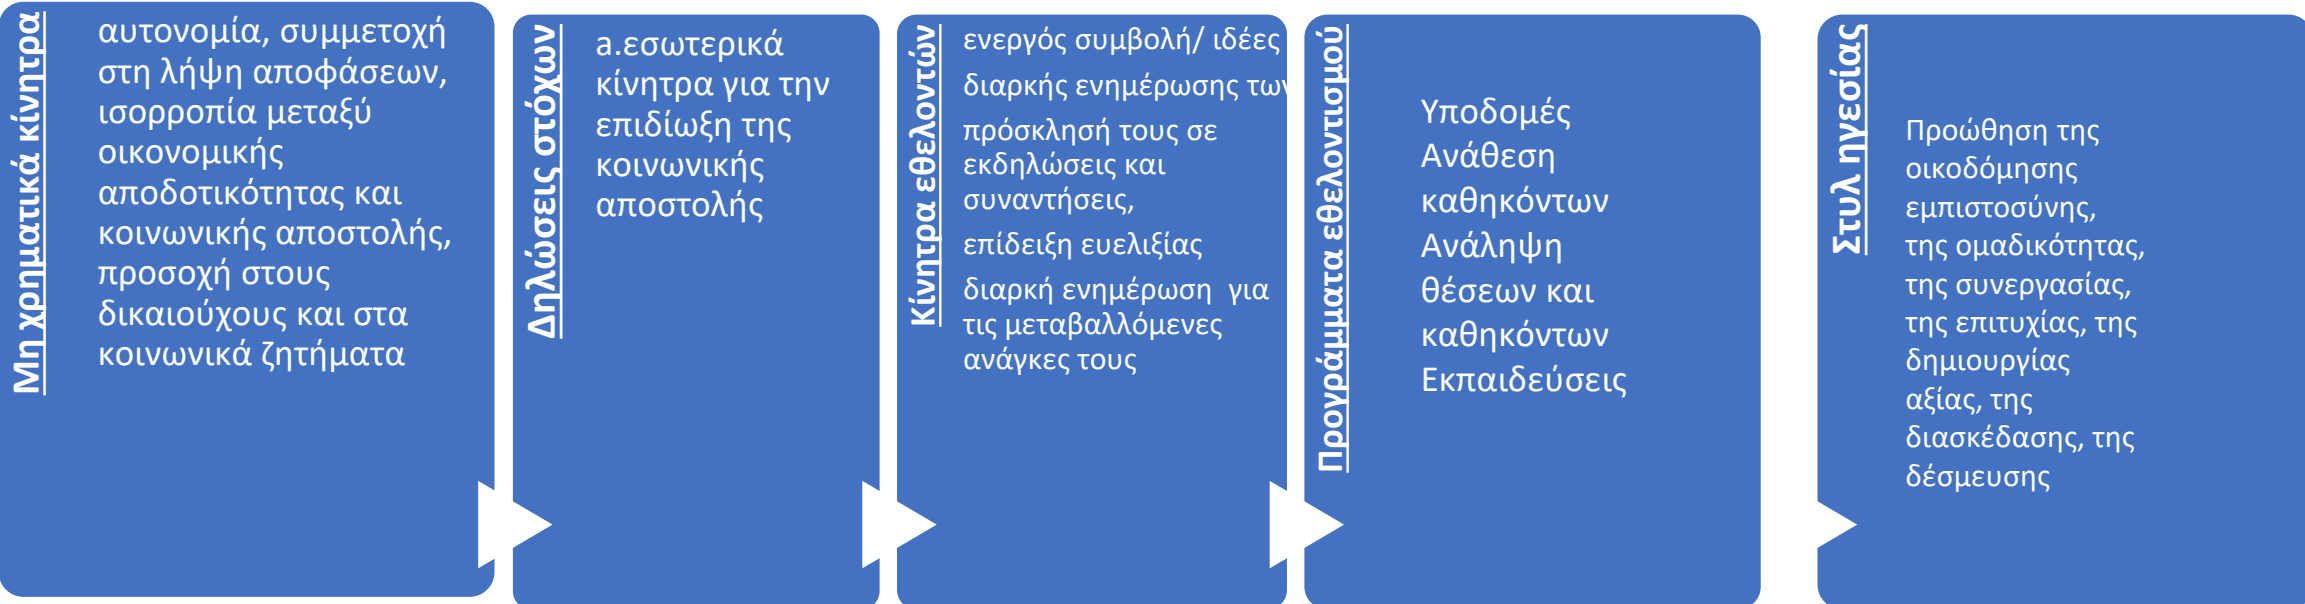 Μη χρηματικά κίνητρα
αυτονομία, συμμετοχή
στη λήψη αποφάσεων,
ισορροπία μεταξύ
οικονομικής
αποδοτικότητας και
κοινωνικής αποστολής,
προσοχή στους
δικαιούχους και στα
κοινωνικά ζητήματα
Δηλώσεις στόχων
a.εσωτερικά
κίνητρα για την
επιδίωξη της
κοινωνικής
αποστολής
Κίνητρα εθελοντών
ενεργός συμβολή/ ιδέες
διαρκής ενημέρωσης των
πρόσκλησή τους σε
εκδηλώσεις και
συναντήσεις,
επίδειξη ευελιξίας
διαρκή ενημέρωση για
τις μεταβαλλόμενες
ανάγκες τους
Προγράμματα εθελοντισμού
Υποδομές
Ανάθεση
καθηκόντων
Ανάληψη
θέσεων και
καθηκόντων
Εκπαιδεύσεις
Στυλ ηγεσίας
Προώθηση της
οικοδόμησης
εμπιστοσύνης,
της ομαδικότητας,
της συνεργασίας,
της επιτυχίας, της
δημιουργίας
αξίας, της
διασκέδασης, της
δέσμευσης